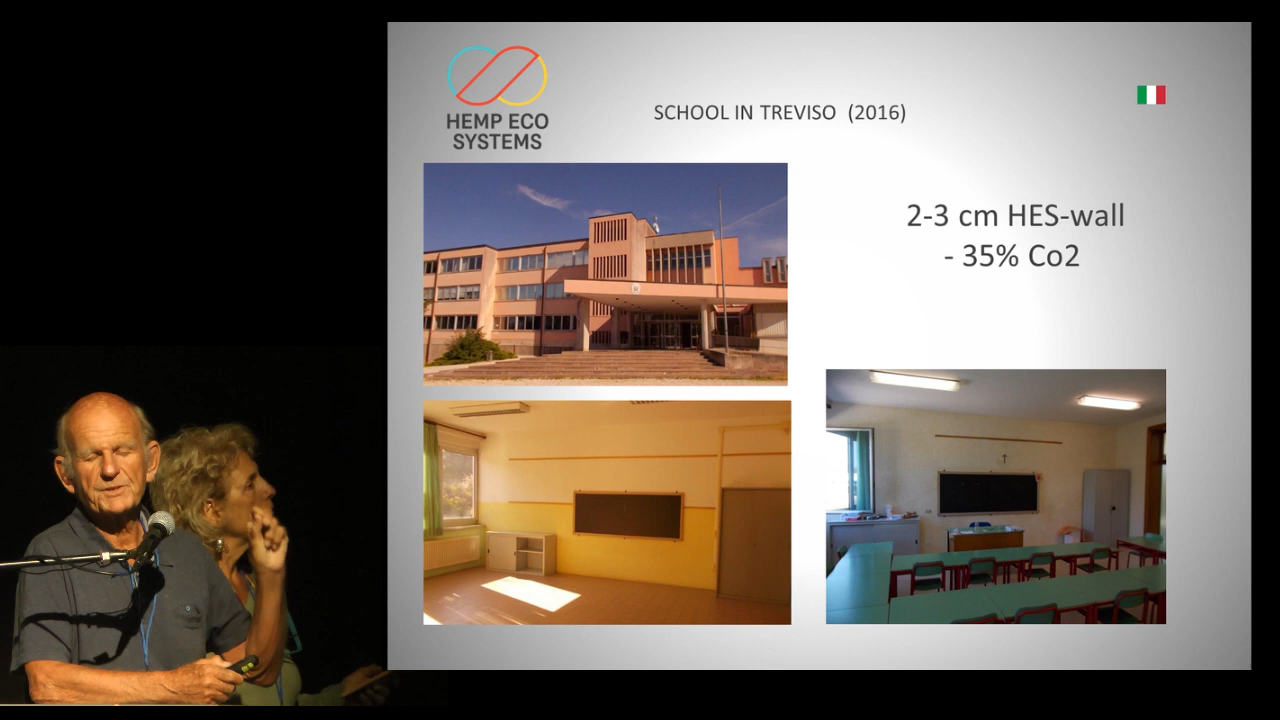 HEMP ECO
SYSTEMS
SCHOOL IN TREVISO (2016)
2-3 cm HES-wall
- 35% Co2